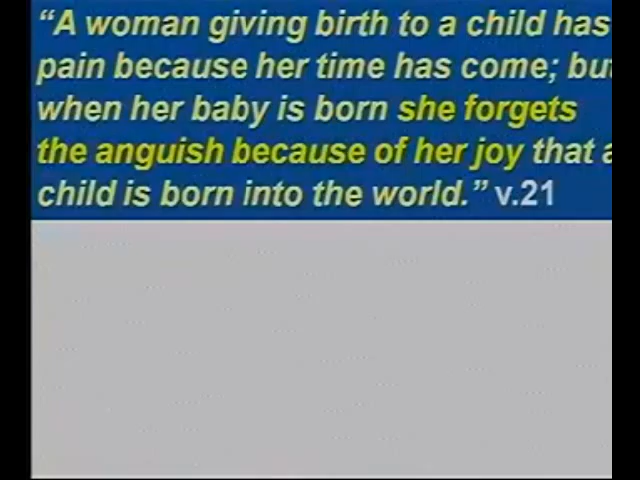 “A woman giving birth to a child has
pain because her time has come; but
when her baby is born she forgets
the anguish because of her joy that a
child is born into the world.” v.21